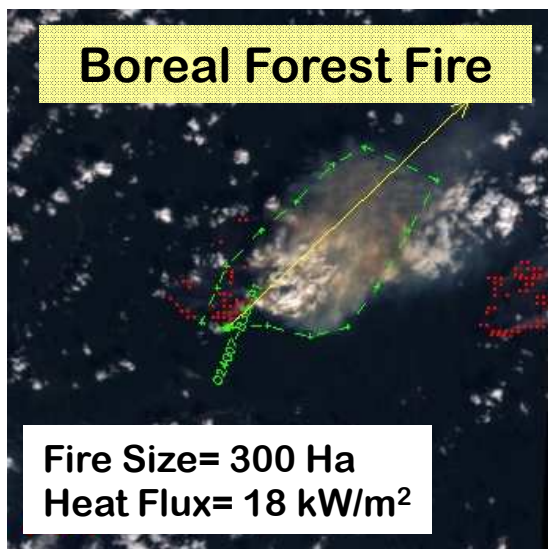 Boreal Forest Fire
Fire Size= 300 Ha
Heat Flux= 18 kW/m²